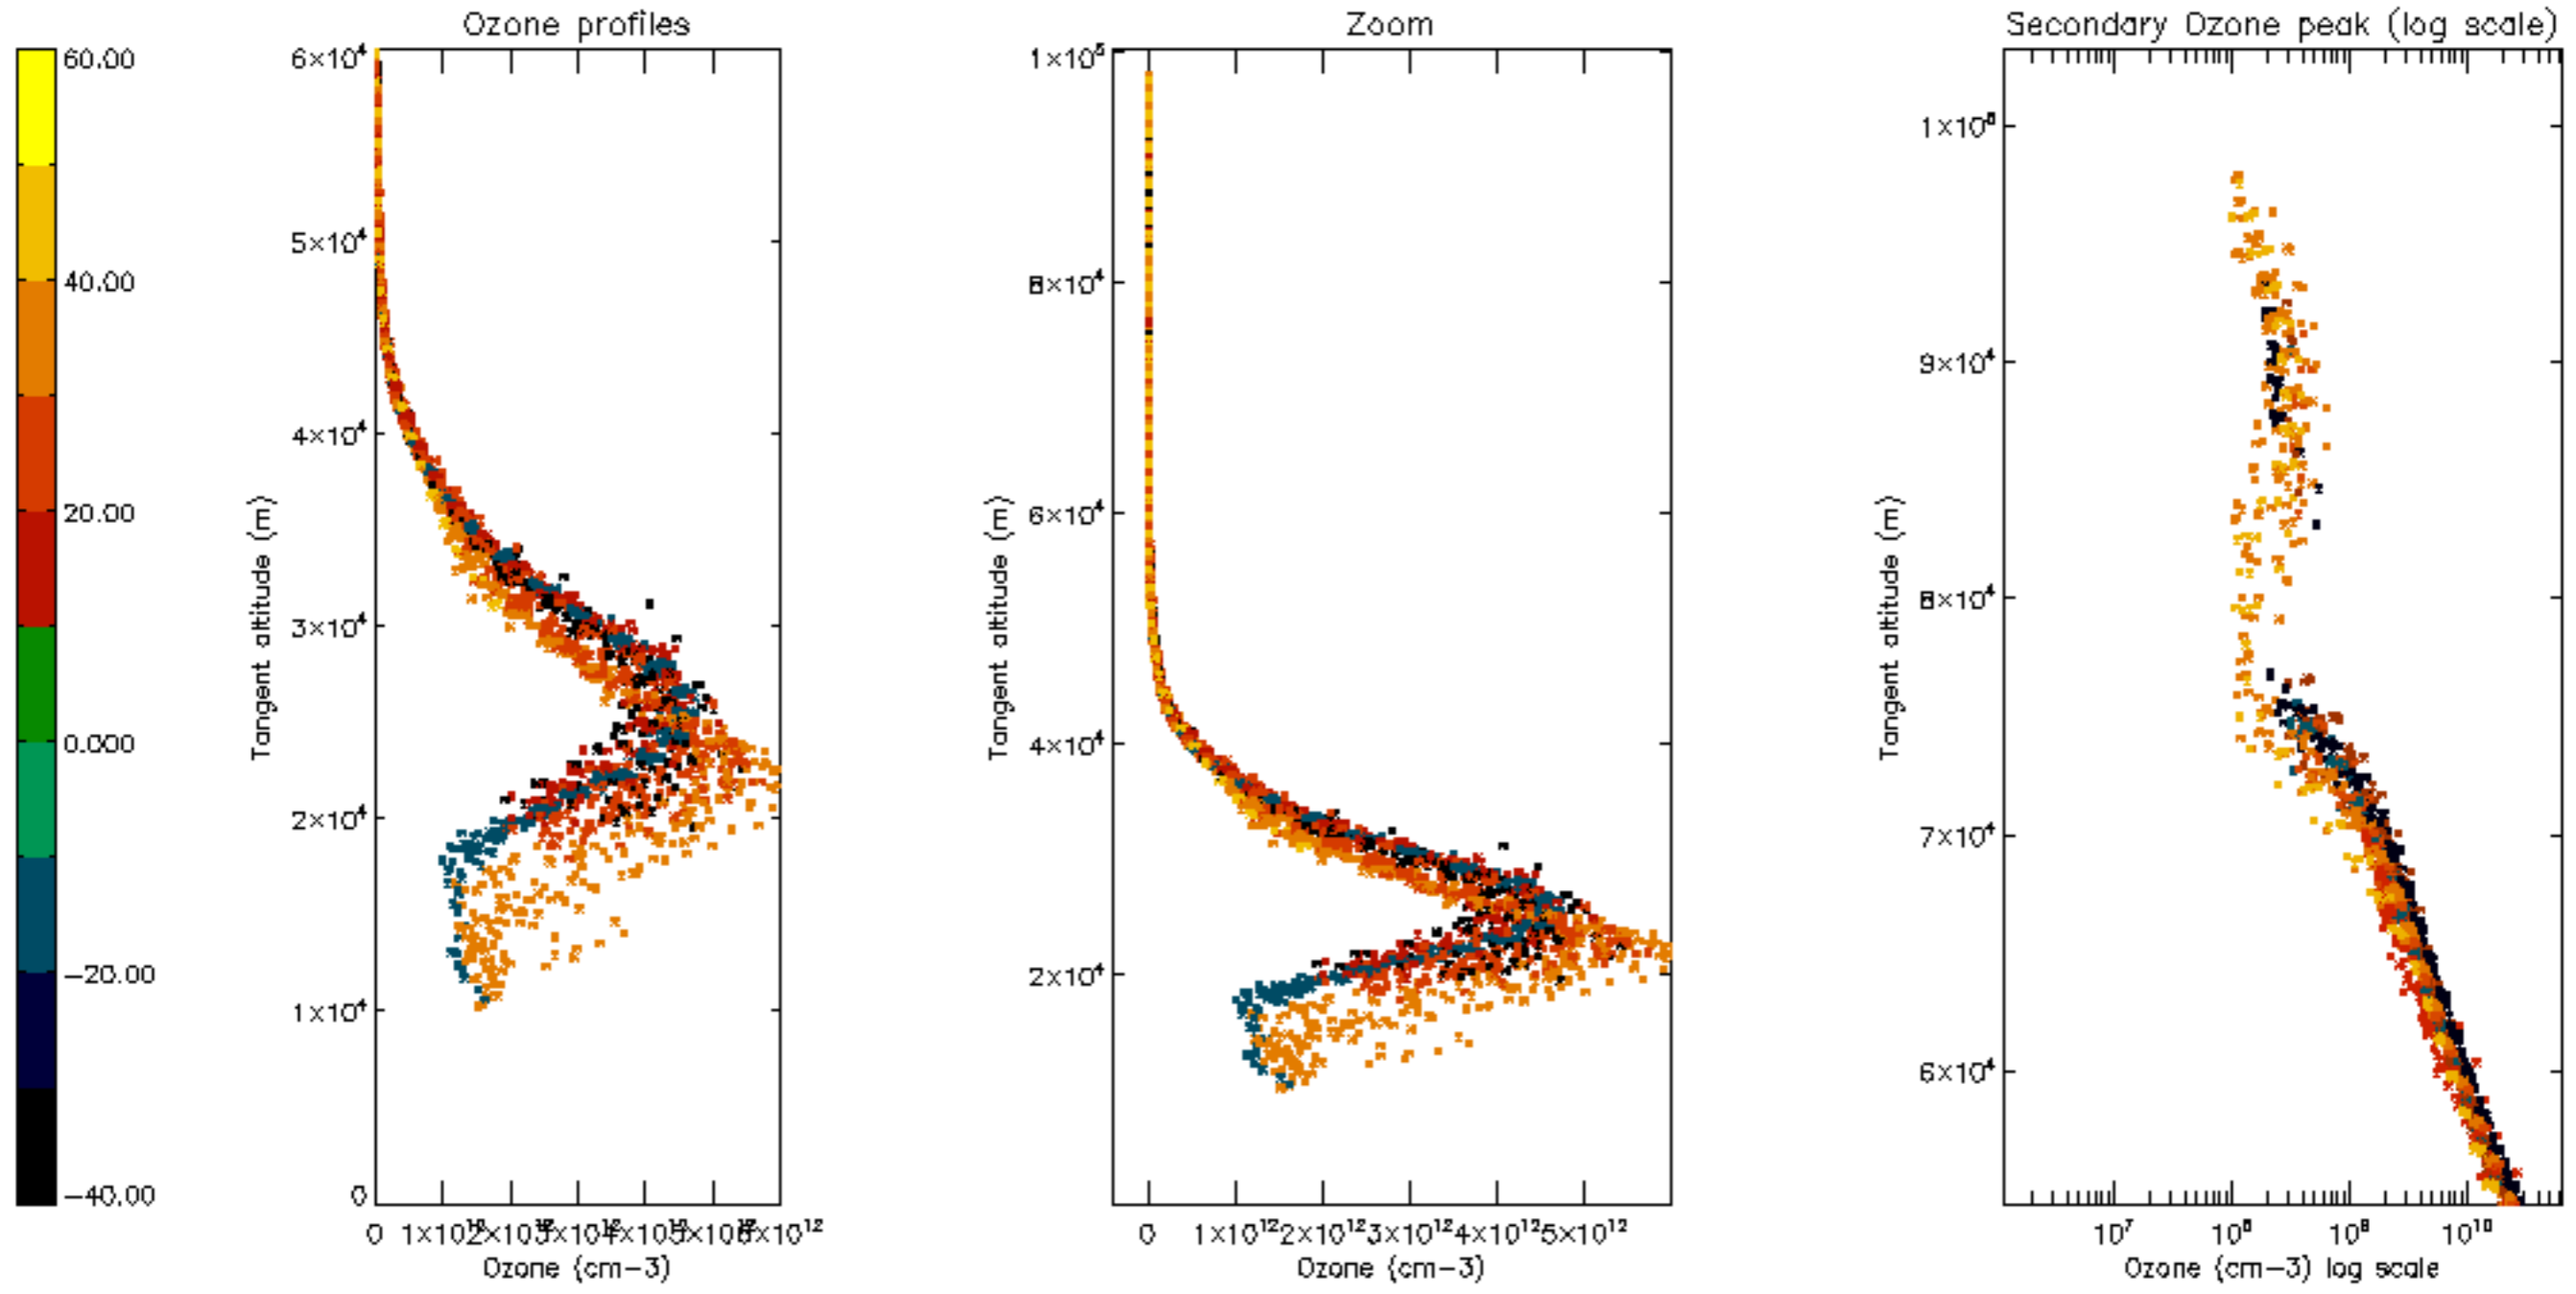 60.00
40.00
20.00
0.000
−20.00
−40.00
Ozone profiles
6×10⁴
5×10⁴
4×10⁴
3×10⁴
2×10⁴
1×10⁴
0
Tangent altitude (m)
0
Ozone (cm−3)
Zoom
1×10⁵
8×10⁴
6×10⁴
4×10⁴
2×10⁴
Tangent altitude (m)
0 1×10¹² 2×10¹² 3×10¹² 4×10¹² 5×10¹²
Ozone (cm−3)
Secondary Ozone peak (log scale)
1×10⁵
9×10⁴
8×10⁴
7×10⁴
6×10⁴
Tangent altitude (m)
10⁷ 10⁸ 10⁹ 10¹⁰
Ozone (cm−3) log scale